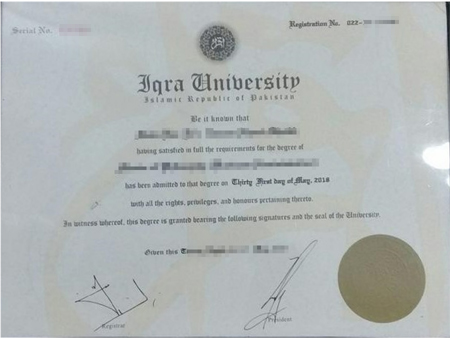 Serial No.
Registration No. 022-
Iqra University
Islamic Republic of Pakistan
Be it known that
having satisfied in full the requirements for the degree of
has been admitted to that degree on Thirty First day of May, 2016
with all the rights, privileges, and honours pertaining thereto.
In witness whereof, this degree is granted bearing the following signatures and the seal of the University.
Given this
Registrar
President